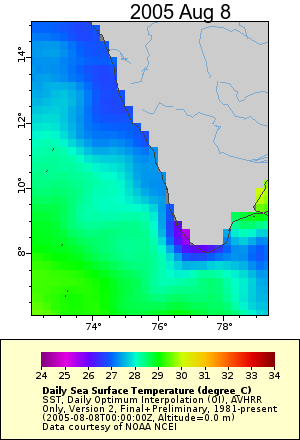 2005 Aug 8
14°
12°
10°
8°
74°
76°
78°
24 25 26 27 28 29 30 31 32 33 34
Daily Sea Surface Temperature (degree_C)
SST, Daily Optimum Interpolation (OI), AVHRR
Only, Version 2, Final+Preliminary, 1981-present
(2005-08-08T00:00:00Z, Altitude=0.0 m)
Data courtesy of NOAA NCEI